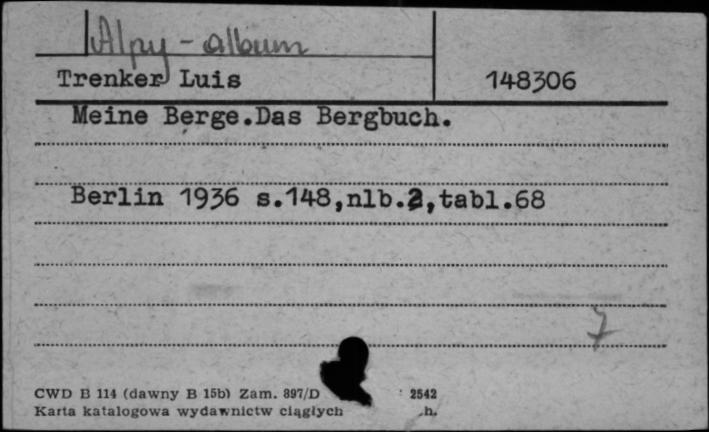 Alpy - album
Trenker Luis 148306
Meine Berge.Das Bergbuch.
Berlin 1936 s.148,nlb.2,tabl.68
7
CWD B 114 (dawny B 15b) Zam. 897/D 2542
Karta katalogowa wydawnictw ciągłych h.